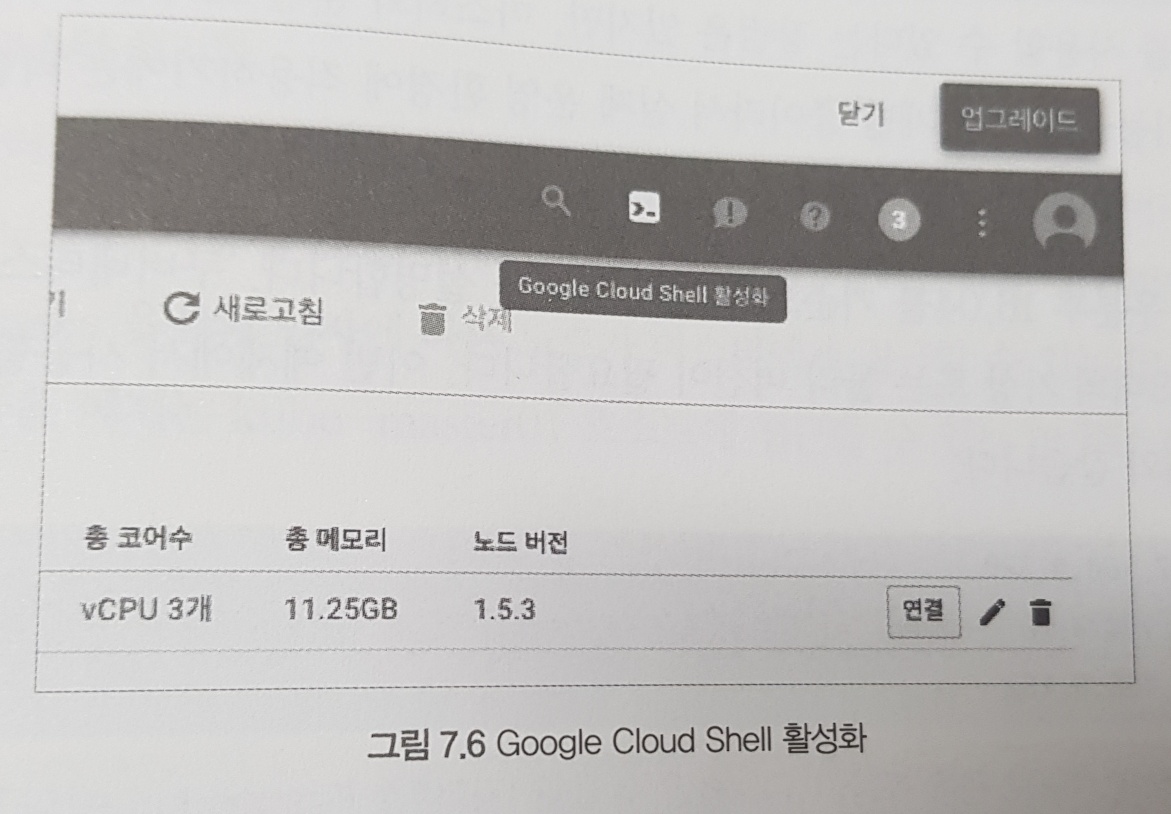 닫기 업그레이드
3
Google Cloud Shell 활성화
새로고침 삭제
총 코어수 총 메모리 노드 버전
vCPU 3개 11.25GB 1.5.3 연결
그림 7.6 Google Cloud Shell 활성화